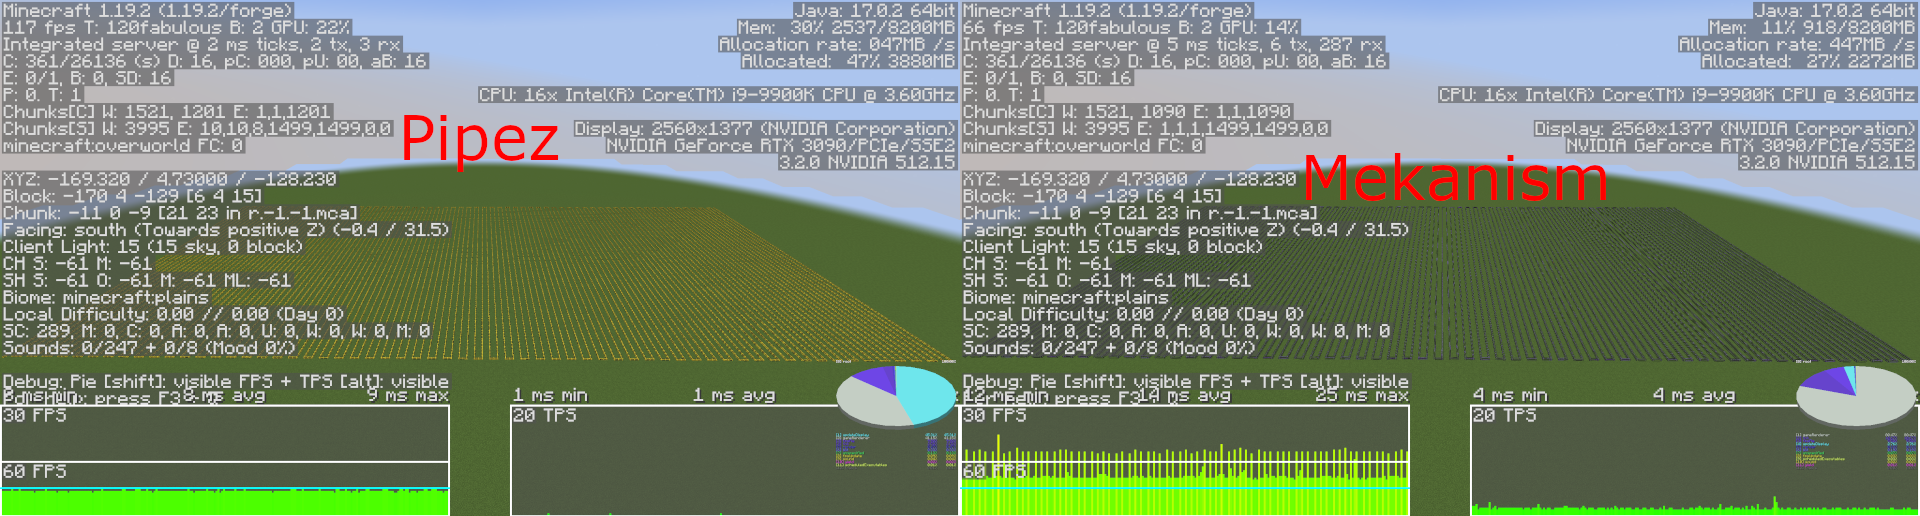 Minecraft 1.19.2 (1.19.2/forge)
117 fps T: 120fabulous B: 2 GPU: 22%
Integrated server @ 2 ms ticks, 2 tx, 3 rx
C: 361/26136 (s) D: 16, pC: 000, pU: 00, aB: 16
E: 0/1, B: 0, SD: 16
P: 0. T: 1
Chunks[C] W: 1521, 1201 E: 1,1,1201
Chunks[S] W: 3995 E: 10,10,8,1499,1499,0,0
minecraft:overworld FC: 0
XYZ: -169.320 / 4.73000 / -128.230
Block: -170 4 -129 [6 4 15]
Chunk: -11 0 -9 [21 23 in r.-1.-1.mca]
Facing: south (Towards positive Z) (-0.4 / 31.5)
Client Light: 15 (15 sky, 0 block)
CH S: -61 M: -61
SH S: -61 O: -61 M: -61 ML: -61
Biome: minecraft:plains
Local Difficulty: 0.00 // 0.00 (Day 0)
SC: 289, M: 0, C: 0, A: 0, A: 0, U: 0, W: 0, W: 0, M: 0
Sounds: 0/247 + 0/8 (Mood 0%)
Debug: Pie [shift]: visible FPS + TPS [alt]: visible
8 ms avg 9 ms max
30 FPS
60 FPS
Java: 17.0.2 64bit
Mem: 30% 2537/8200MB
Allocation rate: 047MB /s
Allocated: 47% 3880MB
CPU: 16x Intel(R) Core(TM) i9-9900K CPU @ 3.60GHz
Display: 2560x1377 (NVIDIA Corporation)
NVIDIA GeForce RTX 3090/PCIe/SSE2
3.2.0 NVIDIA 512.15
Pipez
1 ms min 1 ms avg
20 TPS
Minecraft 1.19.2 (1.19.2/forge)
66 fps T: 120fabulous B: 2 GPU: 14%
Integrated server @ 5 ms ticks, 6 tx, 287 rx
C: 361/26136 (s) D: 16, pC: 000, pU: 00, aB: 16
E: 0/1, B: 0, SD: 16
P: 0. T: 1
Chunks[C] W: 1521, 1090 E: 1,1,1090
Chunks[S] W: 3995 E: 1,1,1,1499,1499,0,0
minecraft:overworld FC: 0
XYZ: -169.320 / 4.73000 / -128.230
Block: -170 4 -129 [6 4 15]
Chunk: -11 0 -9 [21 23 in r.-1.-1.mca]
Facing: south (Towards positive Z) (-0.4 / 31.5)
Client Light: 15 (15 sky, 0 block)
CH S: -61 M: -61
SH S: -61 O: -61 M: -61 ML: -61
Biome: minecraft:plains
Local Difficulty: 0.00 // 0.00 (Day 0)
SC: 289, M: 0, C: 0, A: 0, A: 0, U: 0, W: 0, W: 0, M: 0
Sounds: 0/247 + 0/8 (Mood 0%)
Debug: Pie [shift]: visible FPS + TPS [alt]: visible
14 ms avg 25 ms max
30 FPS
60 FPS
Java: 17.0.2 64bit
Mem: 11% 918/8200MB
Allocation rate: 447MB /s
Allocated: 27% 2272MB
CPU: 16x Intel(R) Core(TM) i9-9900K CPU @ 3.60GHz
Display: 2560x1377 (NVIDIA Corporation)
NVIDIA GeForce RTX 3090/PCIe/SSE2
3.2.0 NVIDIA 512.15
Mekanism
4 ms min 4 ms avg
20 TPS